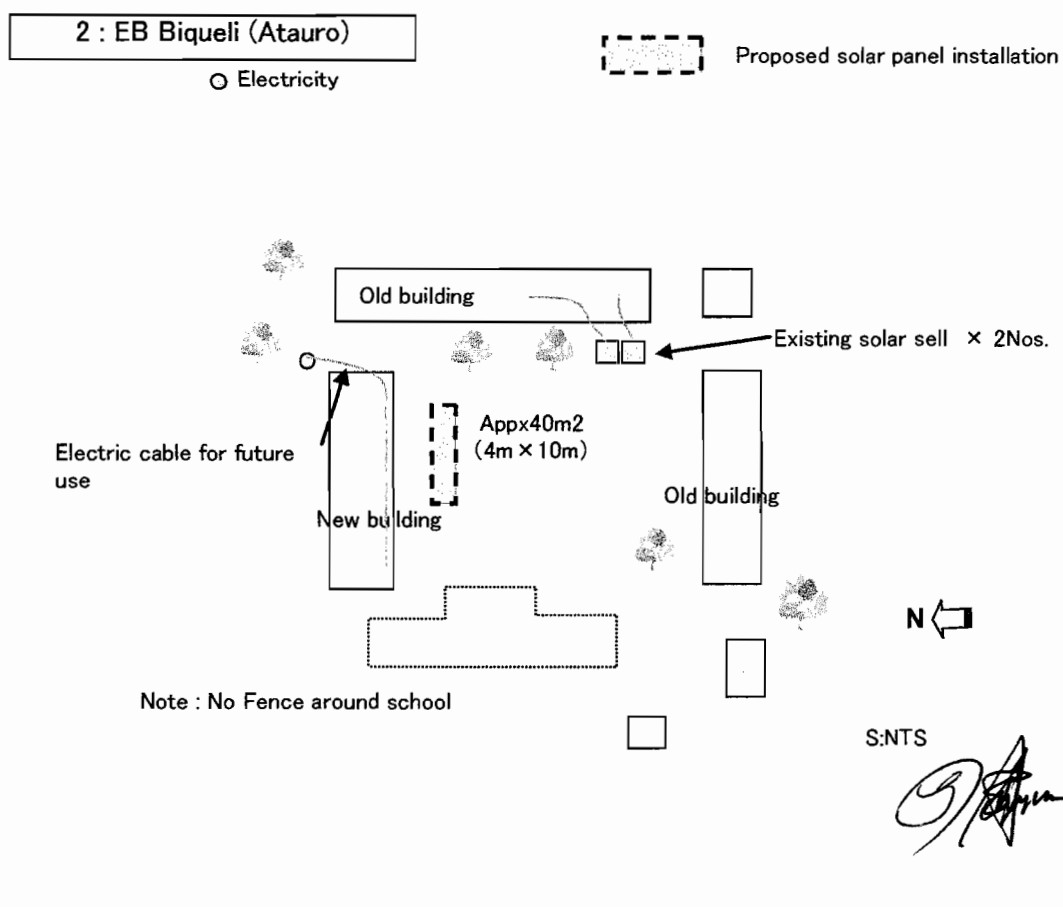 2 : EB Biqueli (Atauro)
Electricity
Proposed solar panel installation
Old building
Existing solar sell × 2Nos.
Appx40m2
(4m×10m)
Electric cable for future
use
Old building
New building
N
Note : No Fence around school
S:NTS